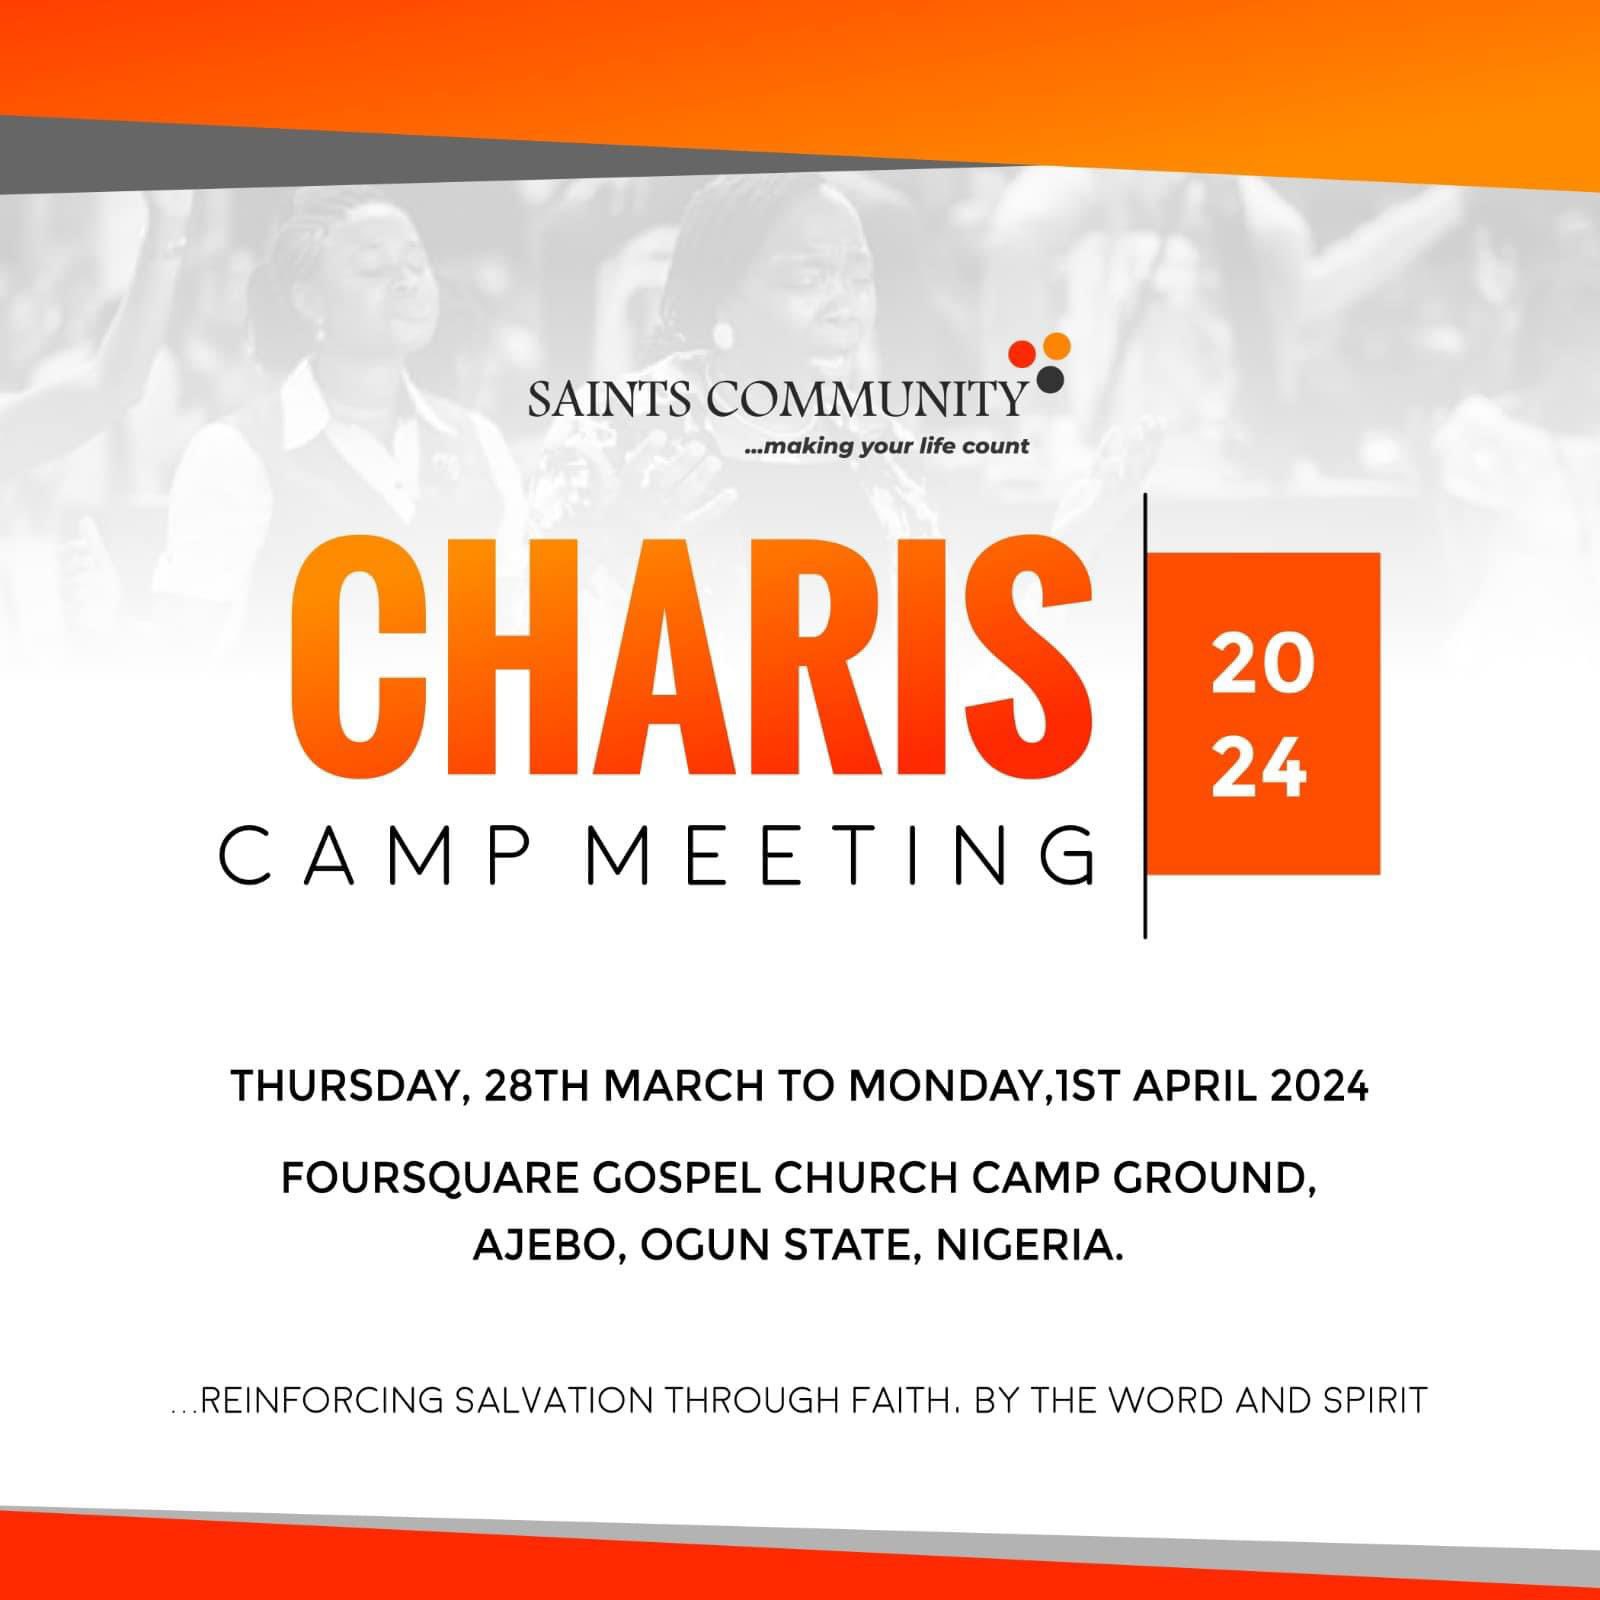 SAINTS COMMUNITY
...making your life count
CHARIS
CAMP MEETING
20
24
THURSDAY, 28TH MARCH TO MONDAY,1ST APRIL 2024
FOURSQUARE GOSPEL CHURCH CAMP GROUND,
AJEBO, OGUN STATE, NIGERIA.
...REINFORCING SALVATION THROUGH FAITH, BY THE WORD AND SPIRIT